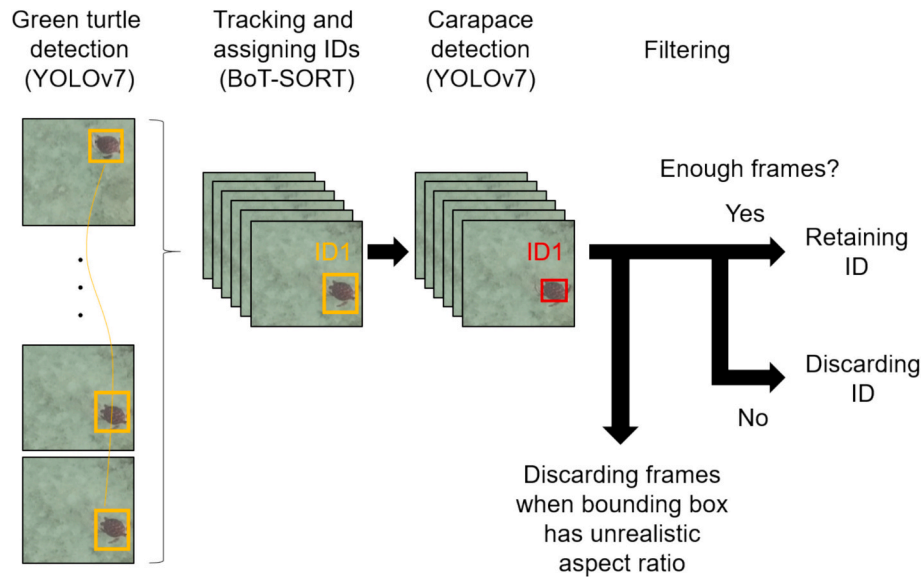 Green turtle
detection
(YOLOv7)
Tracking and
assigning IDs
(BoT-SORT)
Carapace
detection
(YOLOv7)
Filtering
ID1
ID1
Enough frames?
Yes
Retaining
ID
Discarding
ID
No
Discarding frames
when bounding box
has unrealistic
aspect ratio